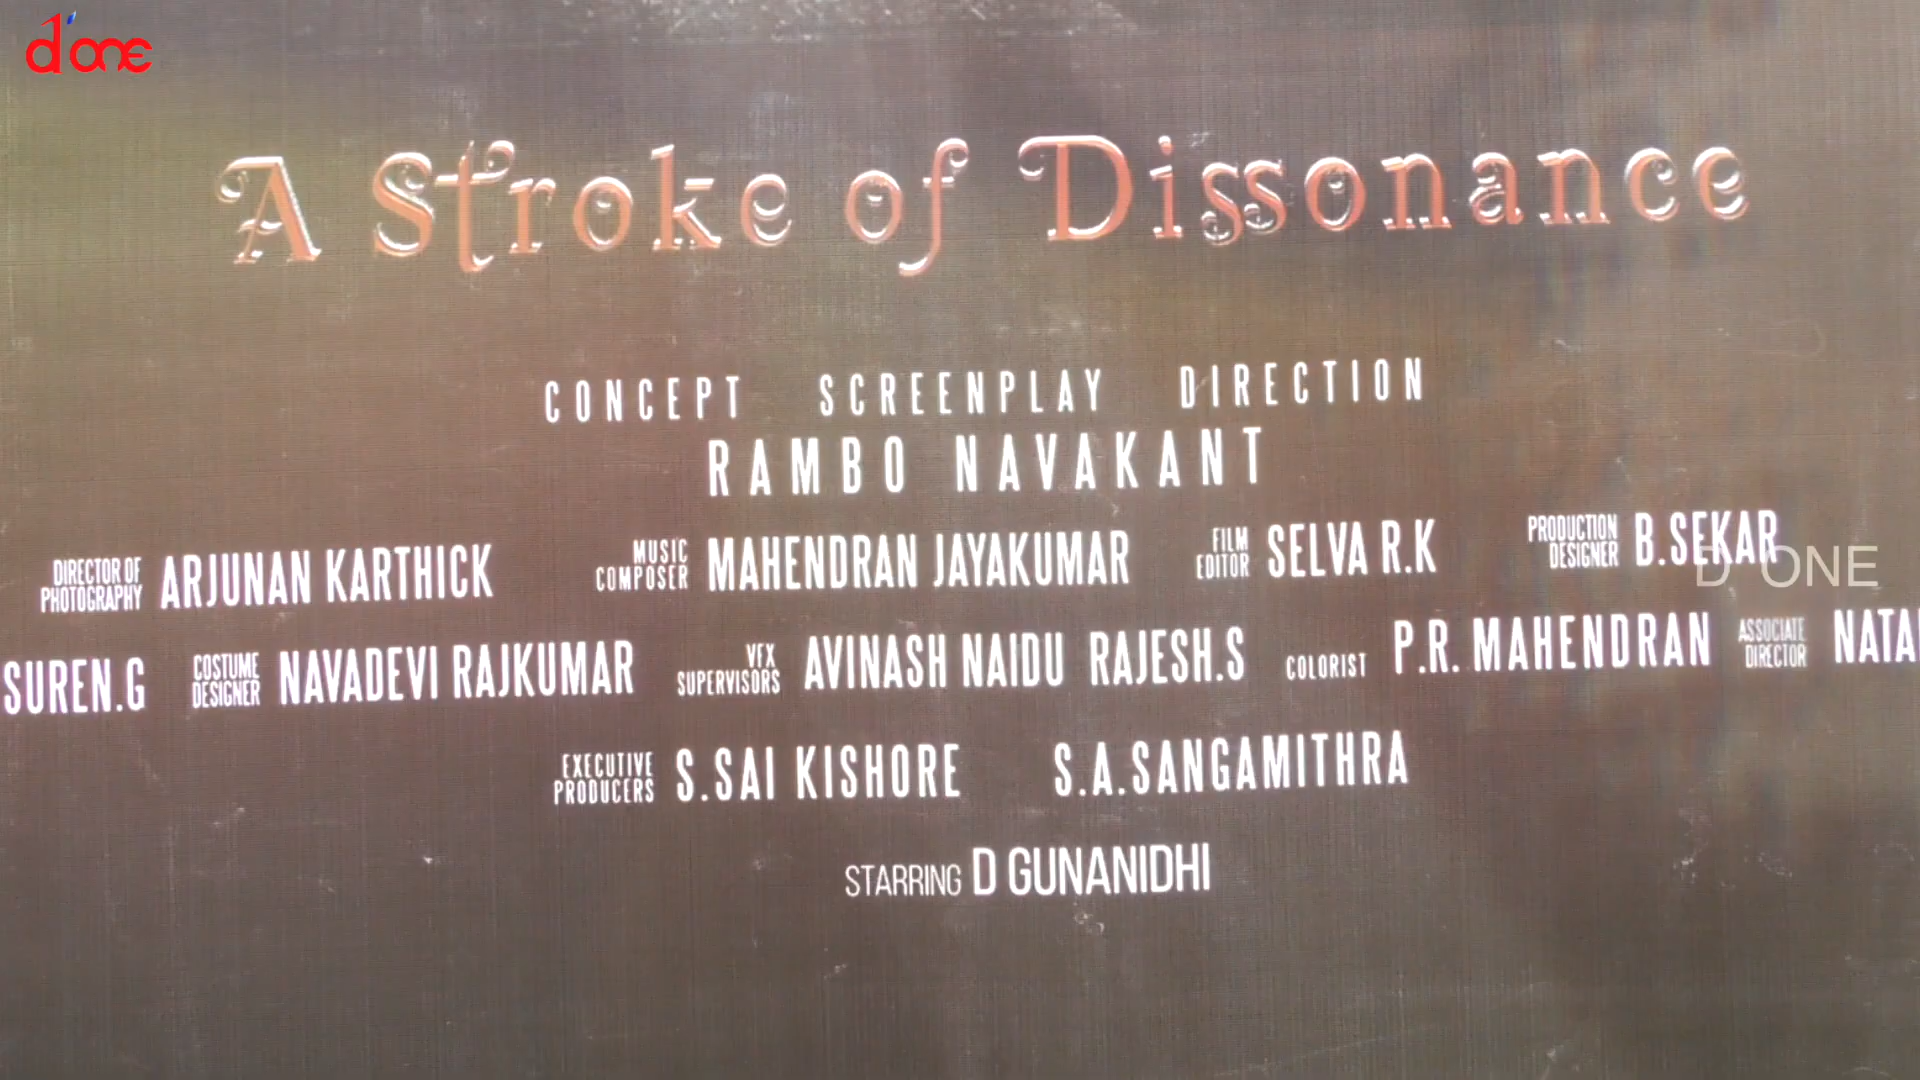 d'one
A Stroke of Dissonance
CONCEPT SCREENPLAY DIRECTION
RAMBO NAVAKANT
DIRECTOR OF PHOTOGRAPHY ARJUNAN KARTHICK MUSIC COMPOSER MAHENDRAN JAYAKUMAR FILM EDITOR SELVA R.K PRODUCTION DESIGNER B.SEKAR
D' ONE
SUREN.G COSTUME DESIGNER NAVADEVI RAJKUMAR VFX SUPERVISORS AVINASH NAIDU RAJESH.S COLORIST P.R. MAHENDRAN ASSOCIATE DIRECTOR
EXECUTIVE PRODUCERS S.SAI KISHORE S.A.SANGAMITHRA
STARRING D GUNANIDHI